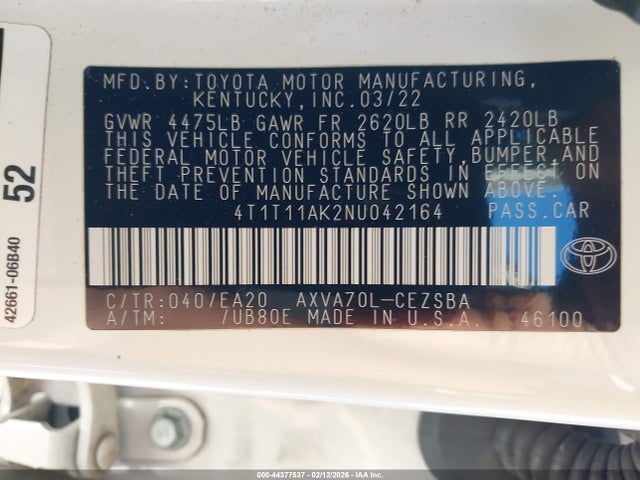 MFD.BY:TOYOTA MOTOR MANUFACTURING,
KENTUCKY,INC.03/22
GVWR 4475LB GAWR FR 2620LB RR 2420LB
THIS VEHICLE CONFORMS TO ALL APPLICABLE
FEDERAL MOTOR VEHICLE SAFETY,BUMPER,AND
THEFT PREVENTION STANDARDS IN EFFECT ON
THE DATE OF MANUFACTURE SHOWN ABOVE.
4T1T11AK2NU042164 PASS.CAR
C/TR:040/EA20 AXVA70L-CEZSBA
A/TM: /UB80E MADE IN U.S.A. 46100
52
42661-06B40
000-44377537 - 02/12/2026 - IAA Inc.